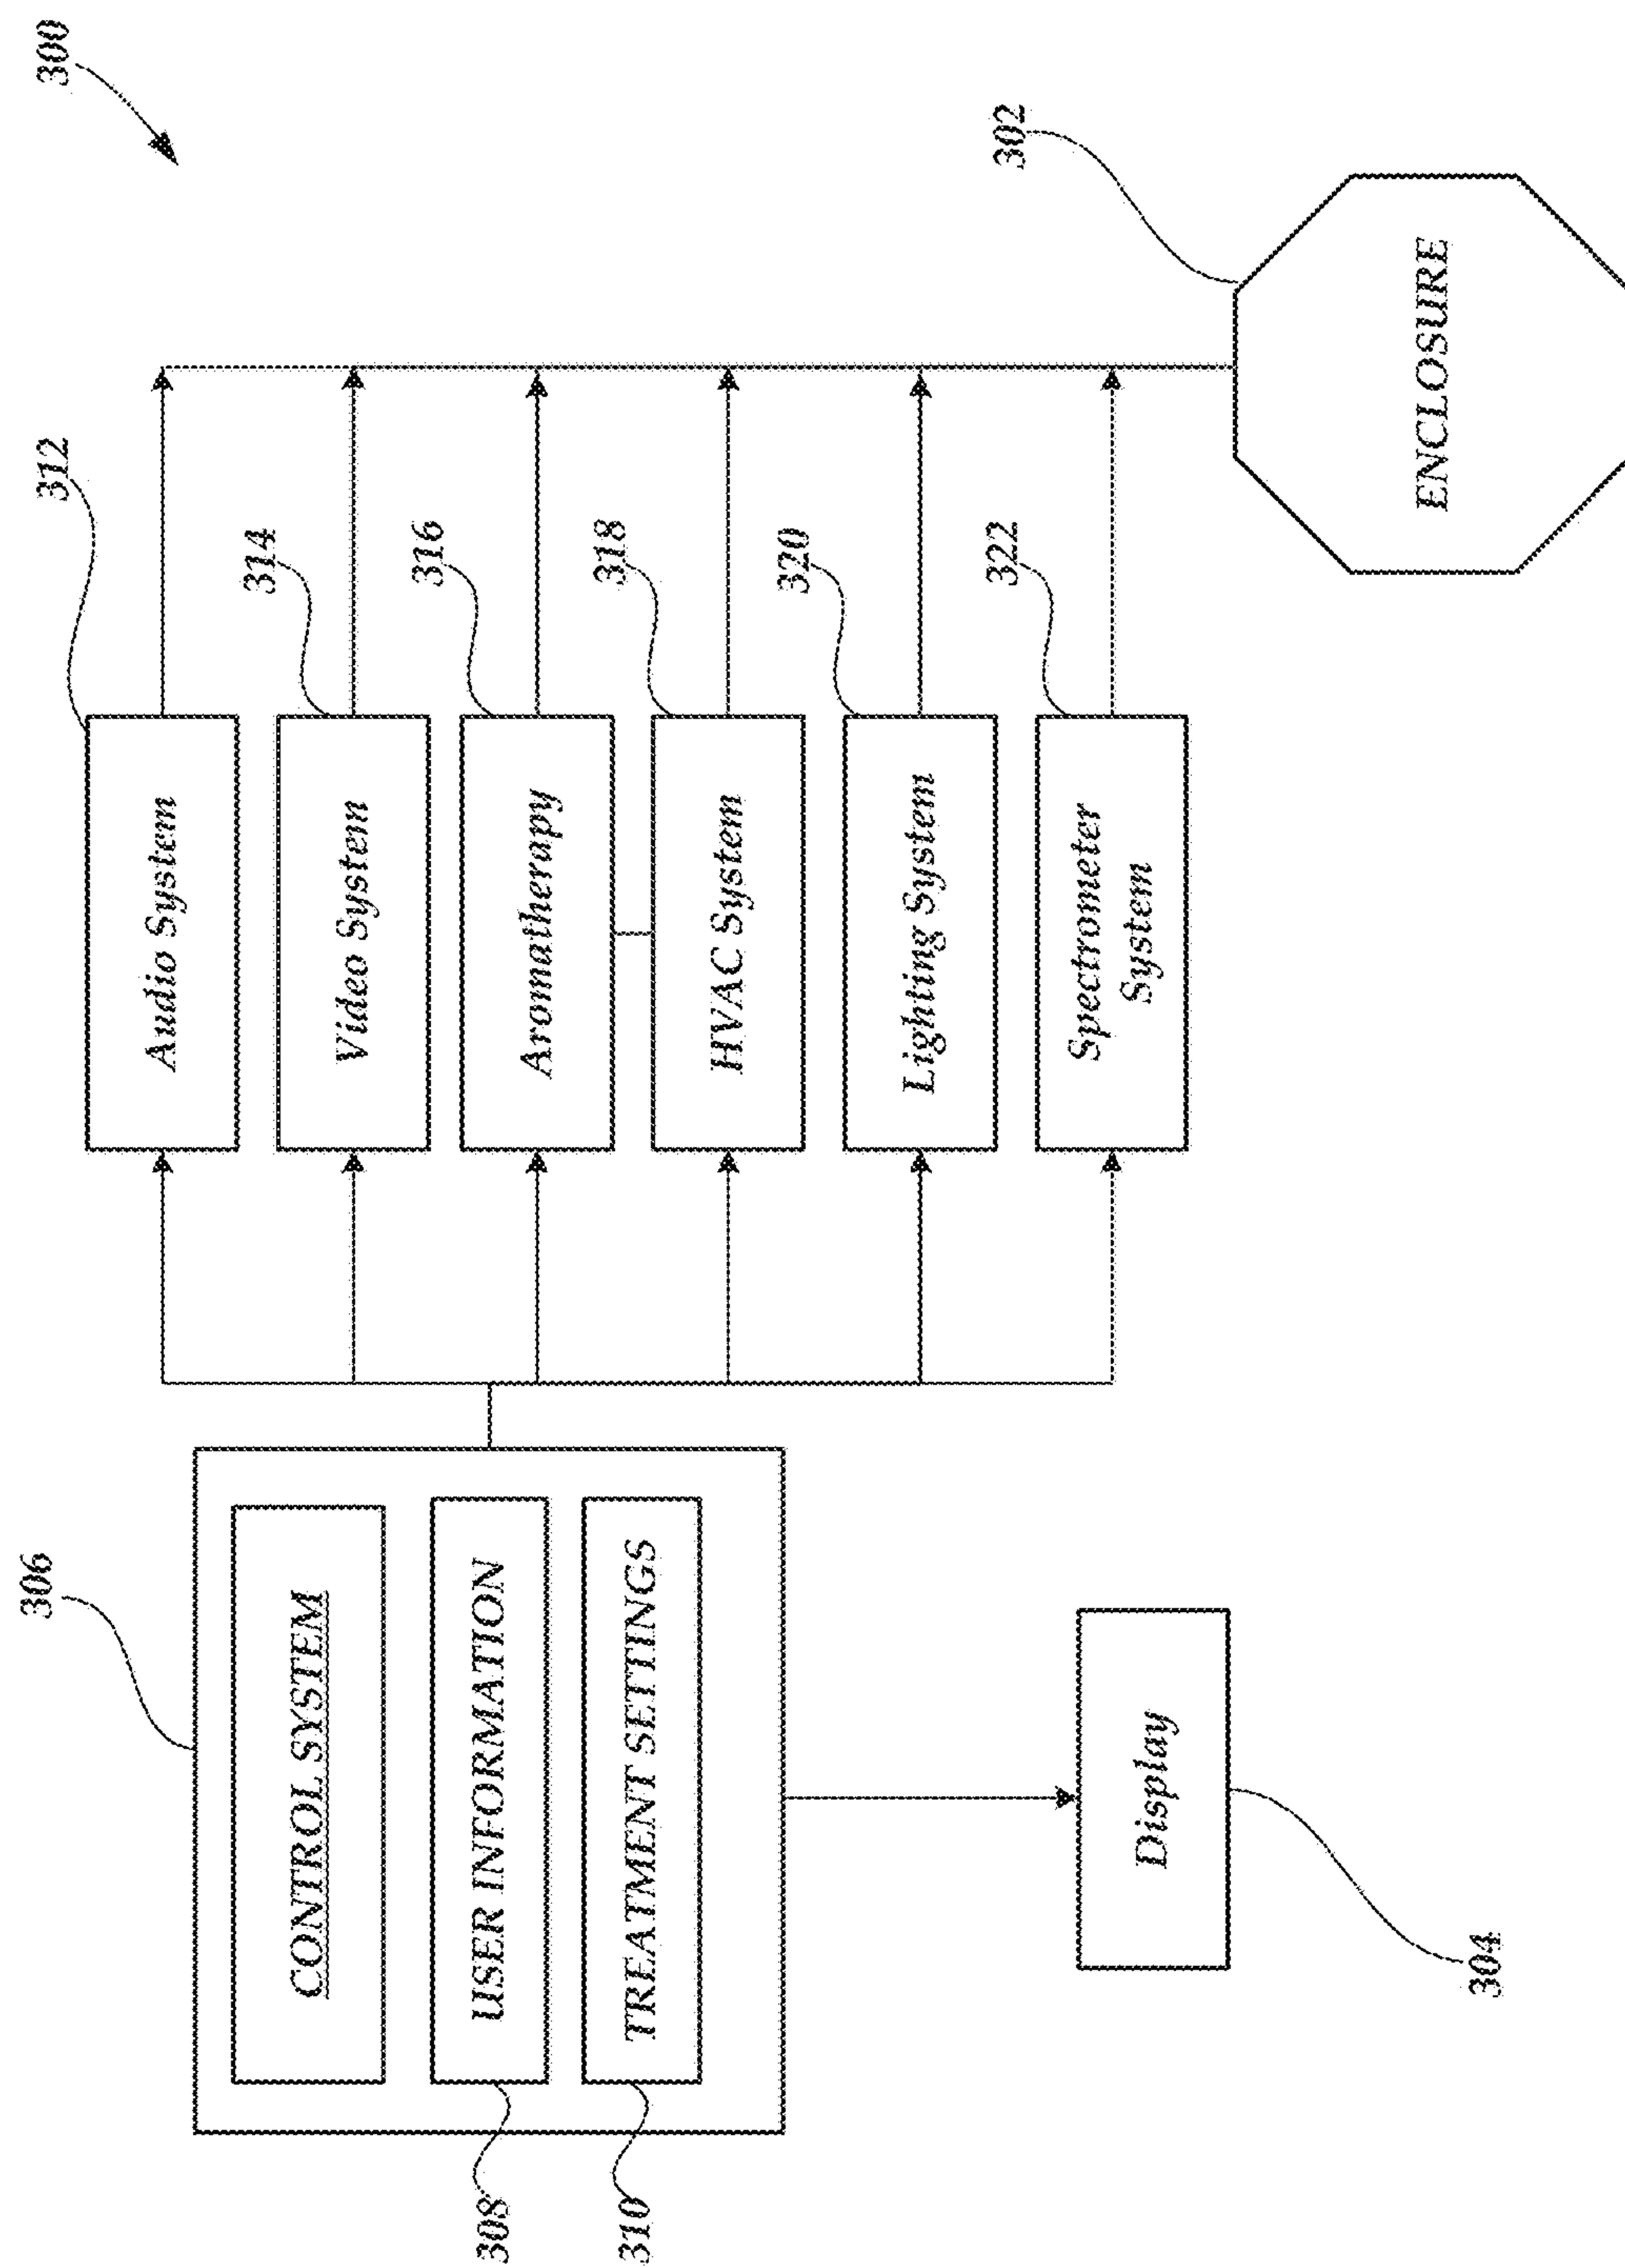 300
306
312
CONTROL SYSTEM
Audio System
USER INFORMATION
308
Video System
314
TREATMENT SETTINGS
310
Aromatherapy
316
HVAC System
318
Lighting System
320
Spectrometer
System
322
302
Display
304
ENCLOSURE